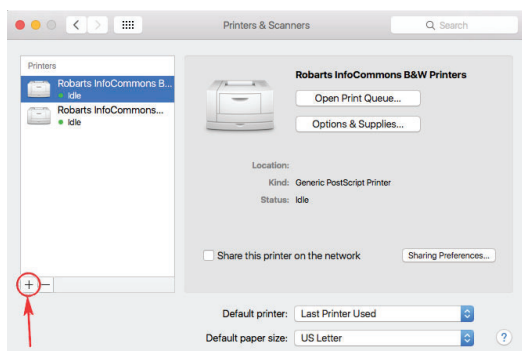 Printers & Scanners
Search
Printers
Robarts InfoCommons B...
Idle
Robarts InfoCommons...
Idle
+ −
Robarts InfoCommons B&W Printers
Open Print Queue...
Options & Supplies...
Location:
Kind: Generic PostScript Printer
Status: Idle
Share this printer on the network
Sharing Preferences...
Default printer: Last Printer Used
Default paper size: US Letter
?